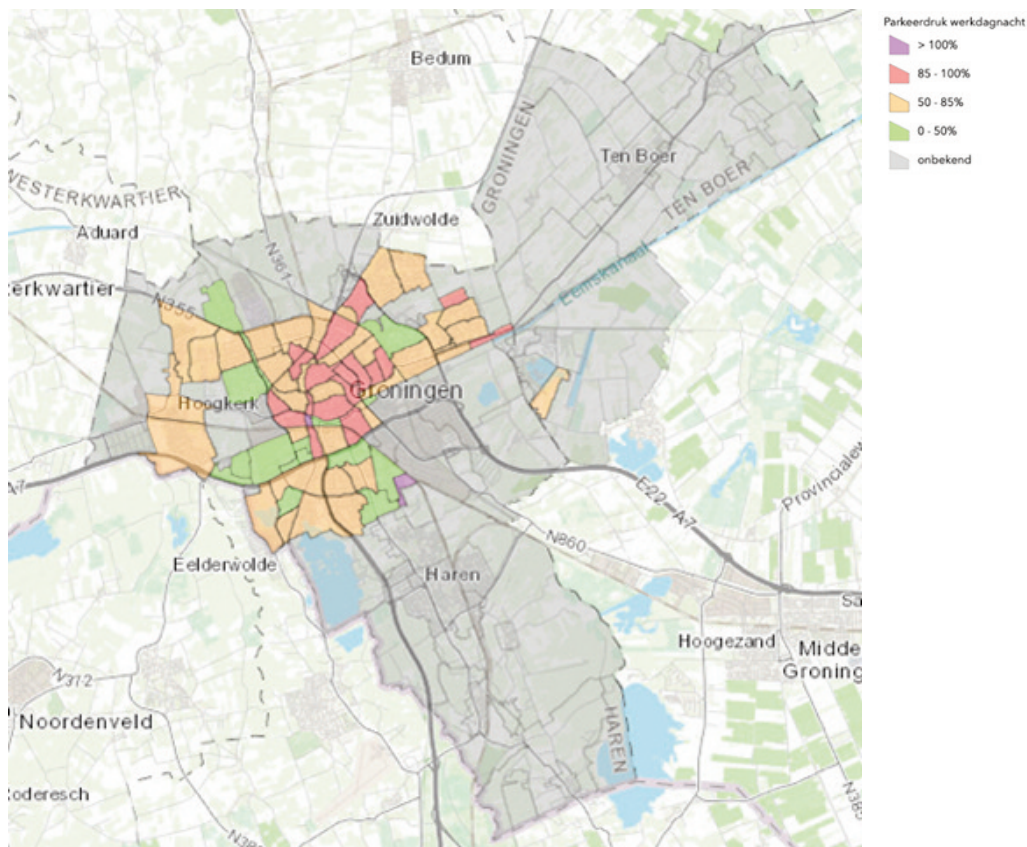 Parkeerdruk werkdagnacht
> 100%
85 - 100%
50 - 85%
0 - 50%
onbekend
Bedum
GRONINGEN
Ten Boer
TEN BOER
WESTERKWARTIER
Zuidwolde
Aduard
N361
Eemskanaal
erkwartier
N355
Groningen
Hoogkerk
A7
E22 - A7
Provincialew
N860
Eelderwolde
Haren
Sa
Hoogezand
Midde
Groning
N372
Noordenveld
HAREN
Roderesch
N385
N386